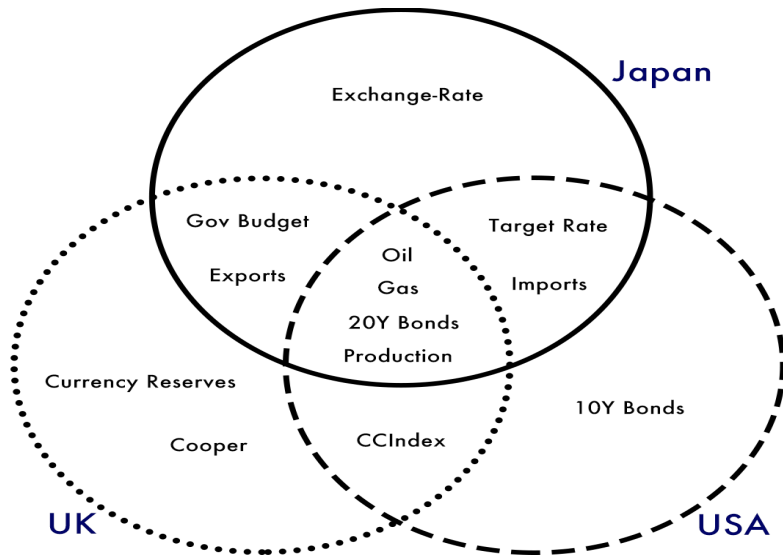 Japan
Exchange-Rate
Gov Budget
Target Rate
Oil
Exports
Imports
Gas
20Y Bonds
Production
Currency Reserves
10Y Bonds
Cooper
CCIndex
UK
USA